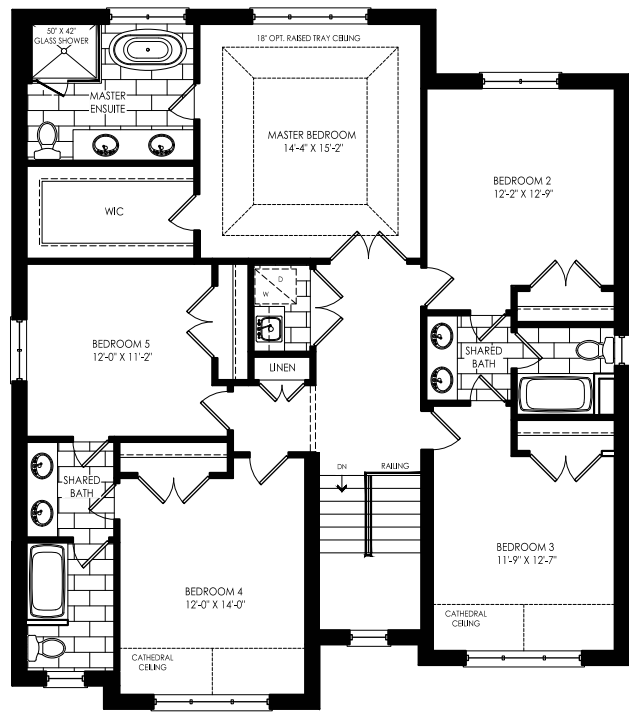 50" X 42"
GLASS SHOWER
18" OPT. RAISED TRAY CEILING
MASTER
ENSUITE
MASTER BEDROOM
14'-4" X 15'-2"
BEDROOM 2
12'-2" X 12'-9"
WIC
D
W
BEDROOM 5
12'-0" X 11'-2"
SHARED
BATH
LINEN
SHARED
BATH
DN
RAILING
BEDROOM 3
11'-9" X 12'-7"
BEDROOM 4
12'-0" X 14'-0"
CATHEDRAL
CEILING
CATHEDRAL
CEILING